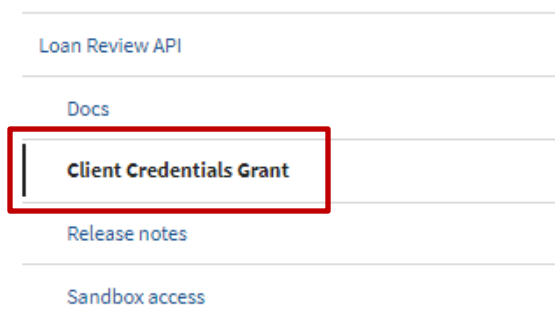 Loan Review API
Docs
Client Credentials Grant
Release notes
Sandbox access